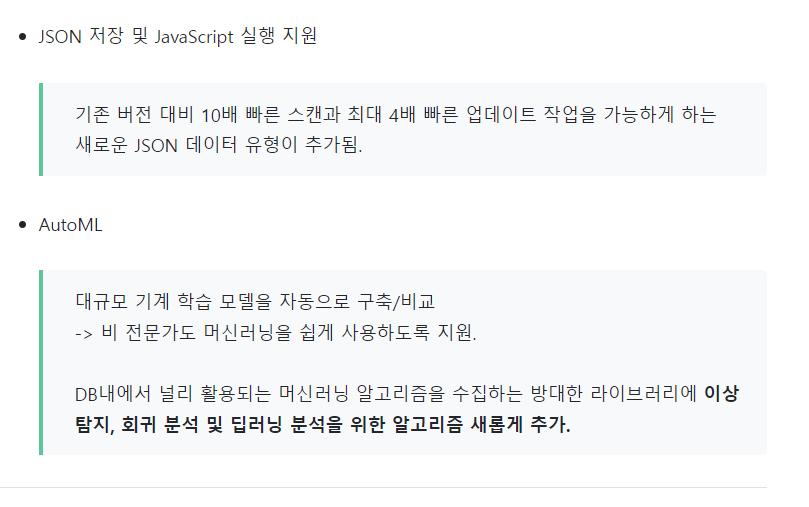 JSON 저장 및 JavaScript 실행 지원
기존 버전 대비 10배 빠른 스캔과 최대 4배 빠른 업데이트 작업을 가능하게 하는
새로운 JSON 데이터 유형이 추가됨.
AutoML
대규모 기계 학습 모델을 자동으로 구축/비교
-> 비 전문가도 머신러닝을 쉽게 사용하도록 지원.
DB내에서 널리 활용되는 머신러닝 알고리즘을 수집하는 방대한 라이브러리에 이상
탐지, 회귀 분석 및 딥러닝 분석을 위한 알고리즘 새롭게 추가.